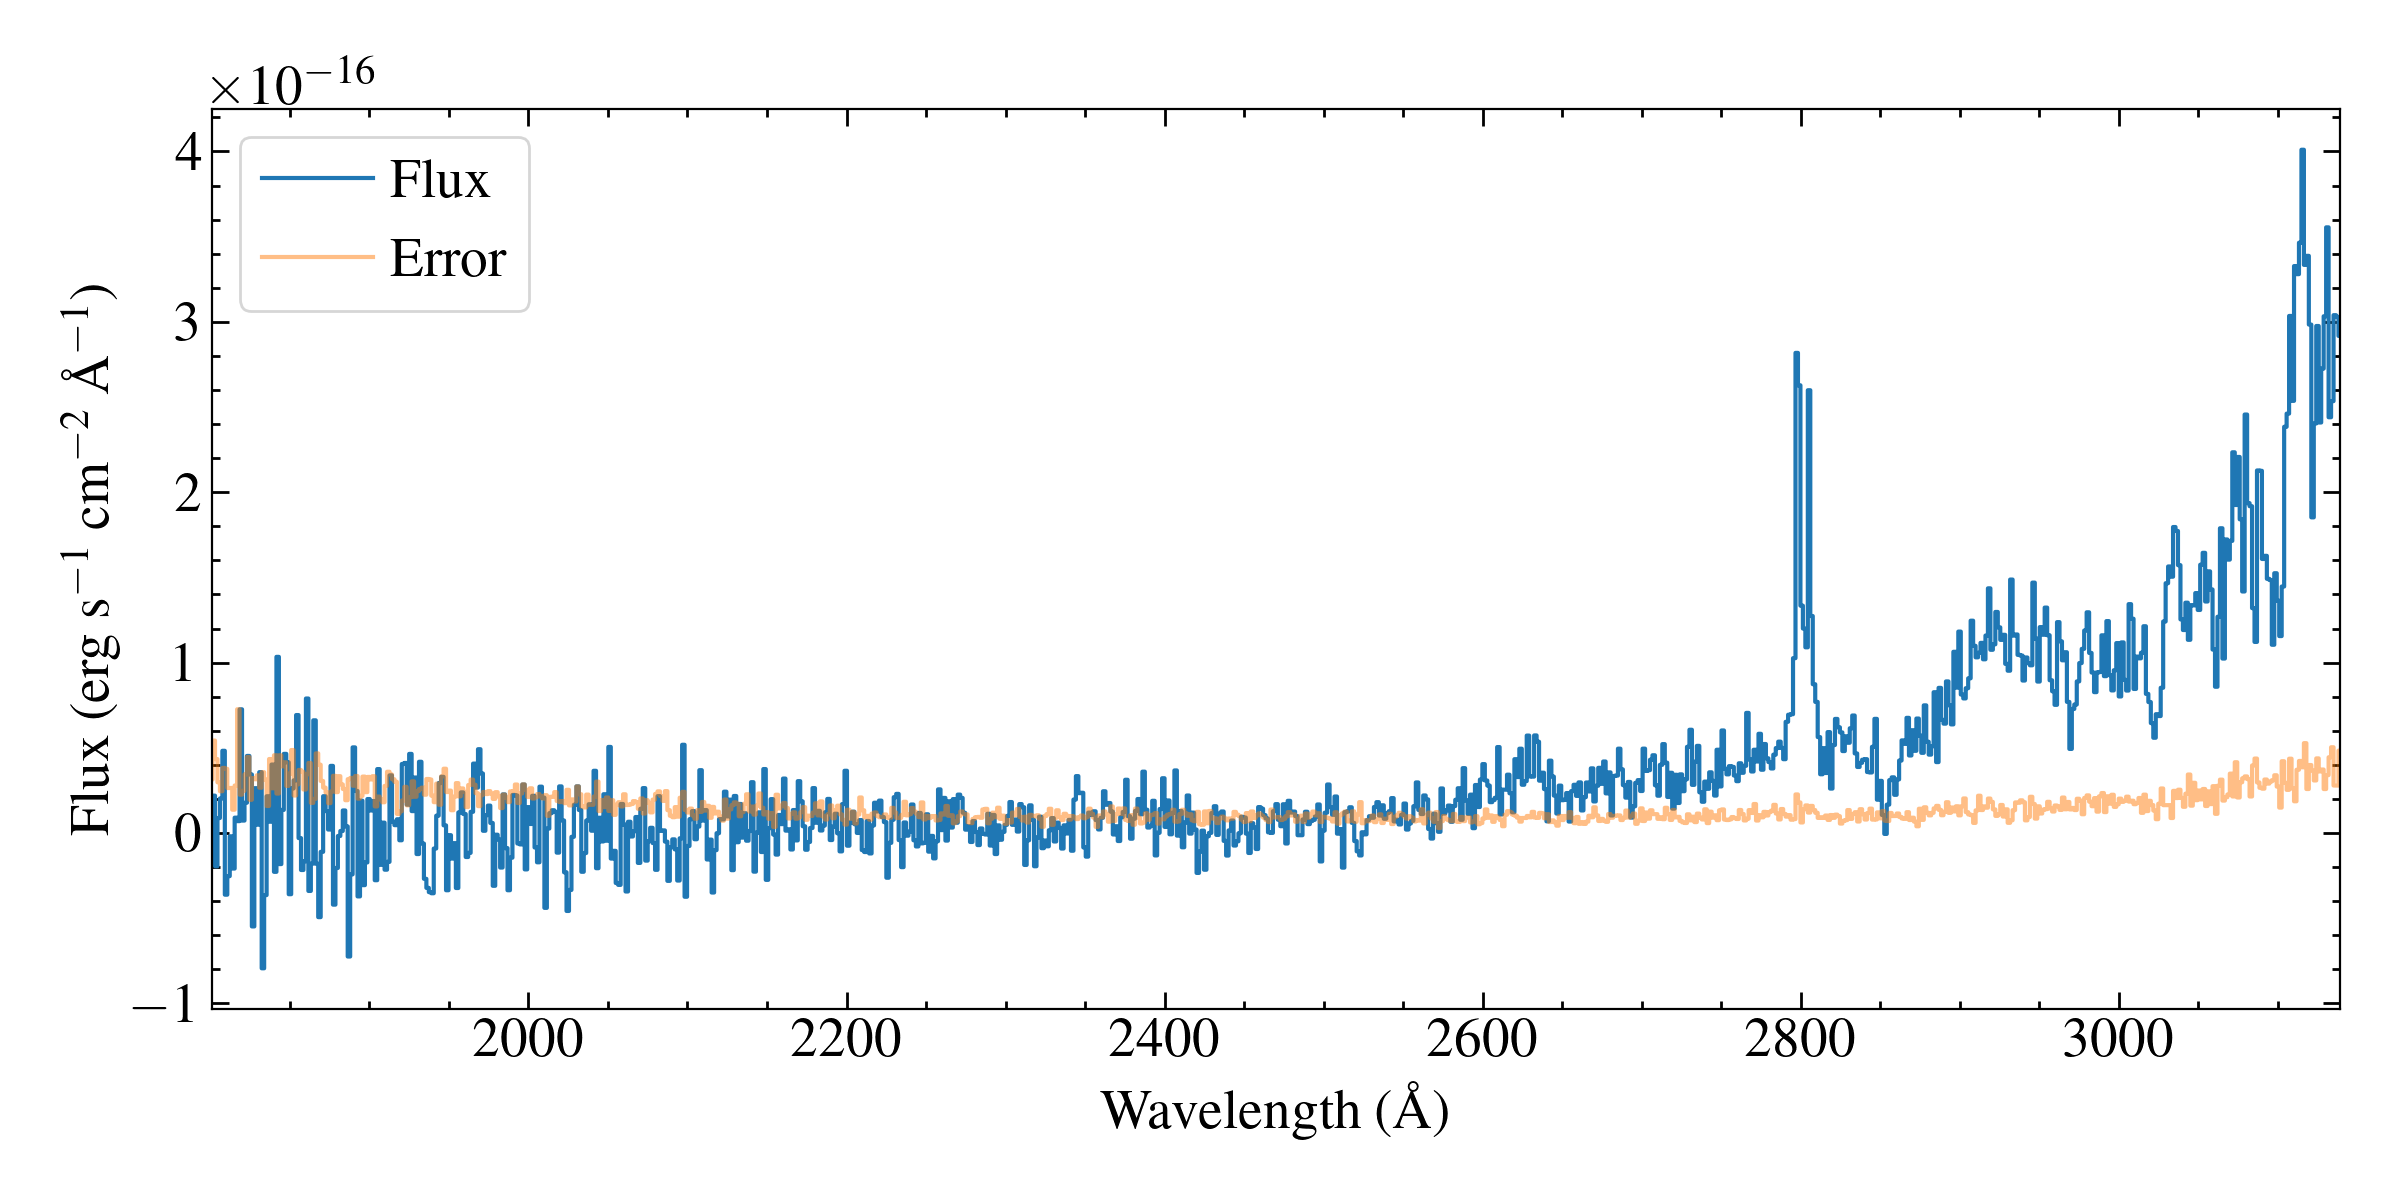 ×10⁻¹⁶
4
3
2
1
0
−1
Flux
Error
Flux (erg s⁻¹ cm⁻² Å⁻¹)
2000 2200 2400 2600 2800 3000
Wavelength (Å)